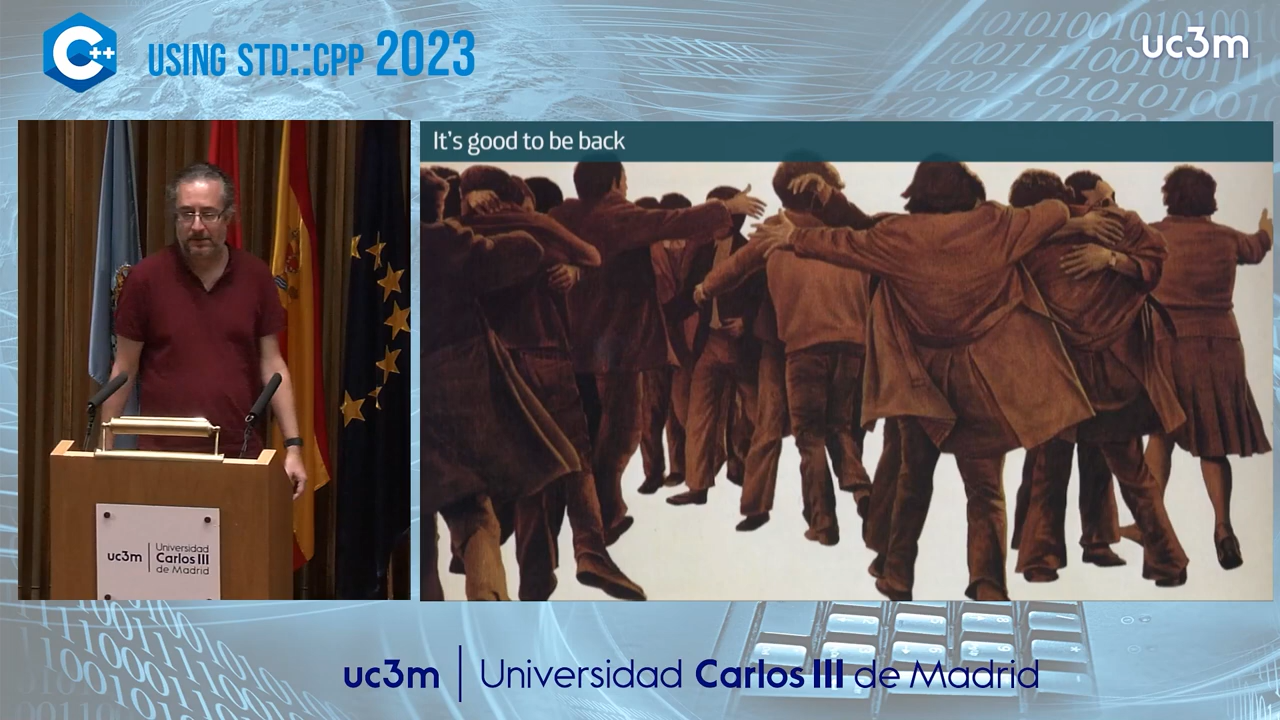 C++
USING STD::CPP 2023
uc3m
It's good to be back
uc3m
Universidad
Carlos III
de Madrid
uc3m | Universidad Carlos III de Madrid